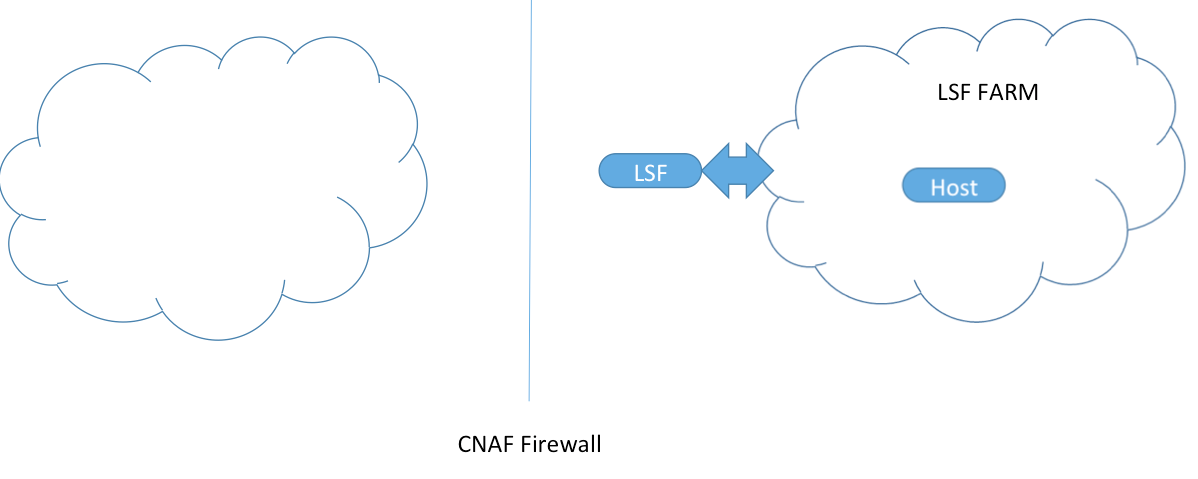 LSF FARM
LSF
Host
CNAF Firewall